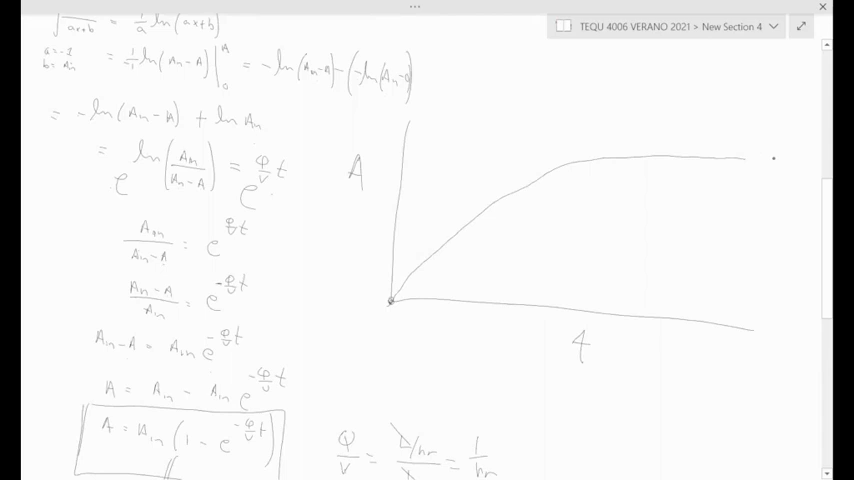 TEQU 4006 VERANO 2021 > New Section 4
∫ 1/(ax+b) = 1/a ln(ax+b)
a=-1
b=Ain
= 1/-1 ln(Ain-A) |₀ᴬ = -ln(Ain-A) - (-ln(Ain-0))
= -ln(Ain-A) + ln Ain
= e^ln(Ain/(Ain-A)) = e^(Q/V t)
A
Ain/(Ain-A) = e^(Q/V t)
(Ain-A)/Ain = e^(-Q/V t)
Ain-A = Ain e^(-Q/V t)
4
A = Ain - Ain e^(-Q/V t)
A = Ain (1 - e^(-Q/V t))
Q/V = (L/hr)/L = 1/hr